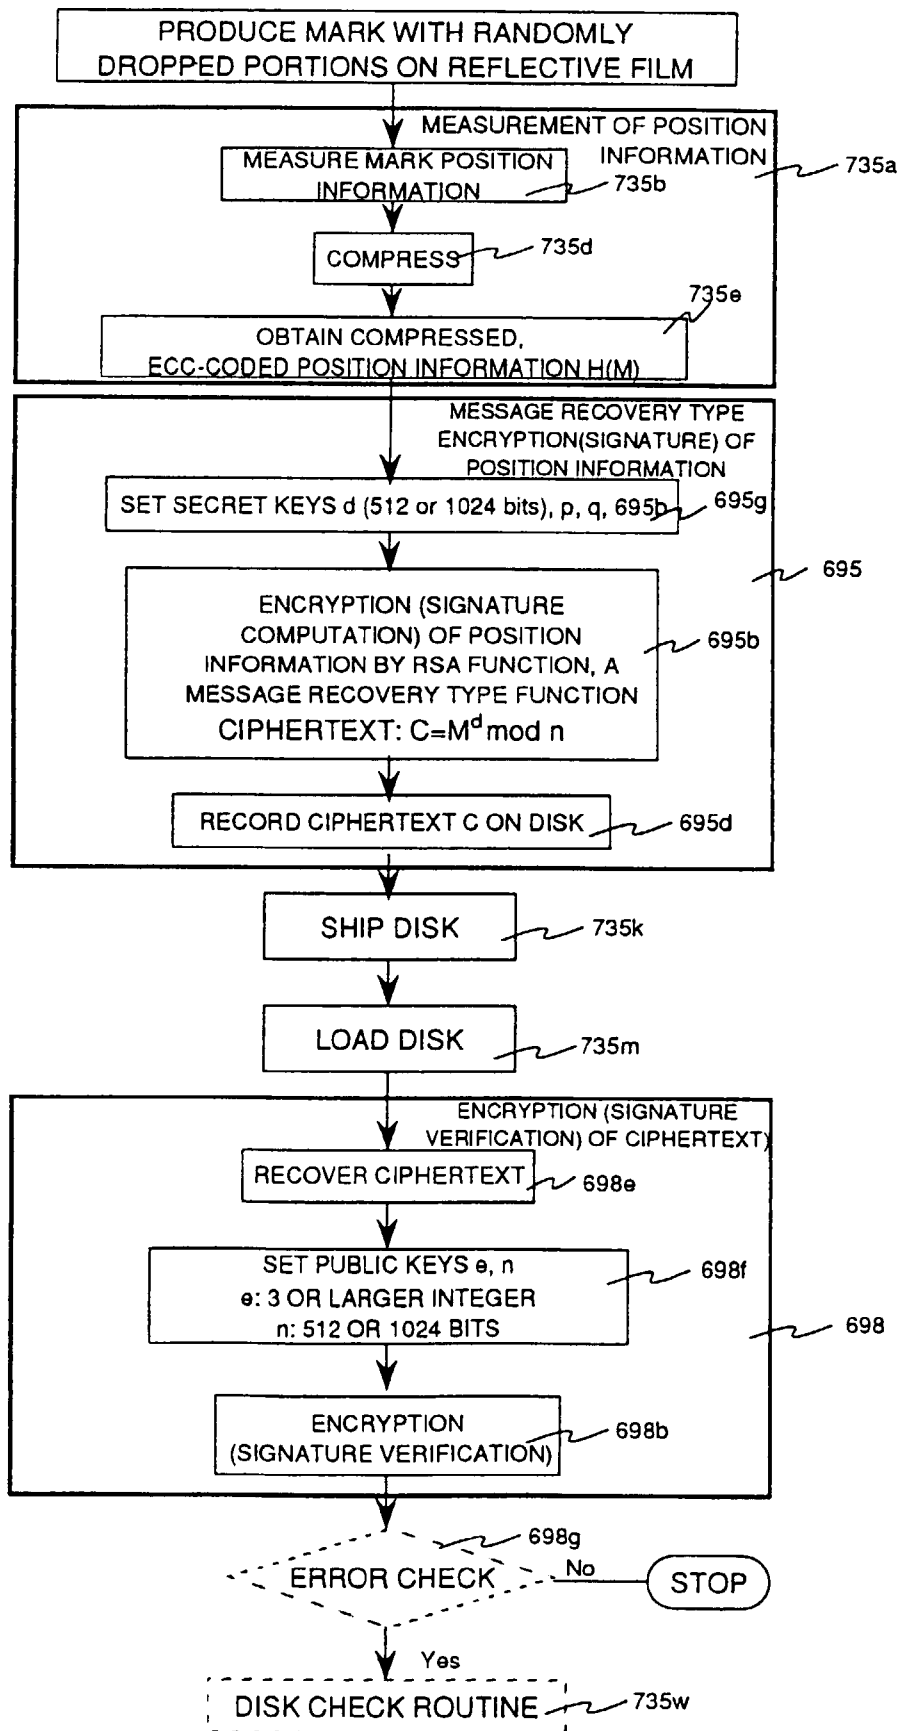 PRODUCE MARK WITH RANDOMLY
DROPPED PORTIONS ON REFLECTIVE FILM
MEASUREMENT OF POSITION
INFORMATION
735a
MEASURE MARK POSITION
INFORMATION
735b
COMPRESS
735d
735e
OBTAIN COMPRESSED,
ECC-CODED POSITION INFORMATION H(M)
MESSAGE RECOVERY TYPE
ENCRYPTION(SIGNATURE) OF
POSITION INFORMATION
SET SECRET KEYS d (512 or 1024 bits), p, q, 695b
695g
695
ENCRYPTION (SIGNATURE
COMPUTATION) OF POSITION
INFORMATION BY RSA FUNCTION, A
MESSAGE RECOVERY TYPE FUNCTION
CIPHERTEXT: C=M^d mod n
695b
RECORD CIPHERTEXT C ON DISK
695d
SHIP DISK
735k
LOAD DISK
735m
ENCRYPTION (SIGNATURE
VERIFICATION) OF CIPHERTEXT)
RECOVER CIPHERTEXT
698e
SET PUBLIC KEYS e, n
e: 3 OR LARGER INTEGER
n: 512 OR 1024 BITS
698f
698
ENCRYPTION
(SIGNATURE VERIFICATION)
698b
698g
ERROR CHECK
No
STOP
Yes
DISK CHECK ROUTINE
735w